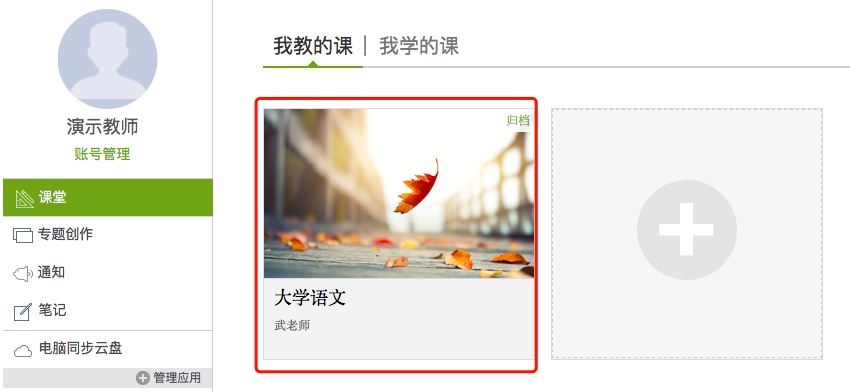 演示教师
账号管理
课堂
专题创作
通知
笔记
电脑同步云盘
管理应用
我教的课 | 我学的课
归档
大学语文
武老师